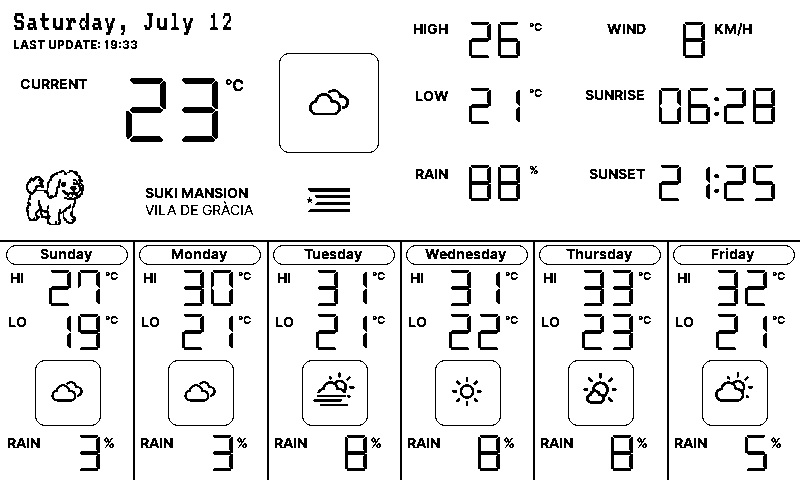 Saturday, July 12
LAST UPDATE: 19:33
CURRENT 23 °C
HIGH 26 °C
WIND 8 KM/H
LOW 21 °C
SUNRISE 06:28
RAIN 88 %
SUNSET 21:25
SUKI MANSION
VILA DE GRÀCIA
Sunday
HI 27 °C
LO 19 °C
RAIN 3 %
Monday
HI 30 °C
LO 21 °C
RAIN 3 %
Tuesday
HI 31 °C
LO 21 °C
RAIN 8 %
Wednesday
HI 31 °C
LO 22 °C
RAIN 8 %
Thursday
HI 33 °C
LO 23 °C
RAIN 8 %
Friday
HI 32 °C
LO 21 °C
RAIN 5 %